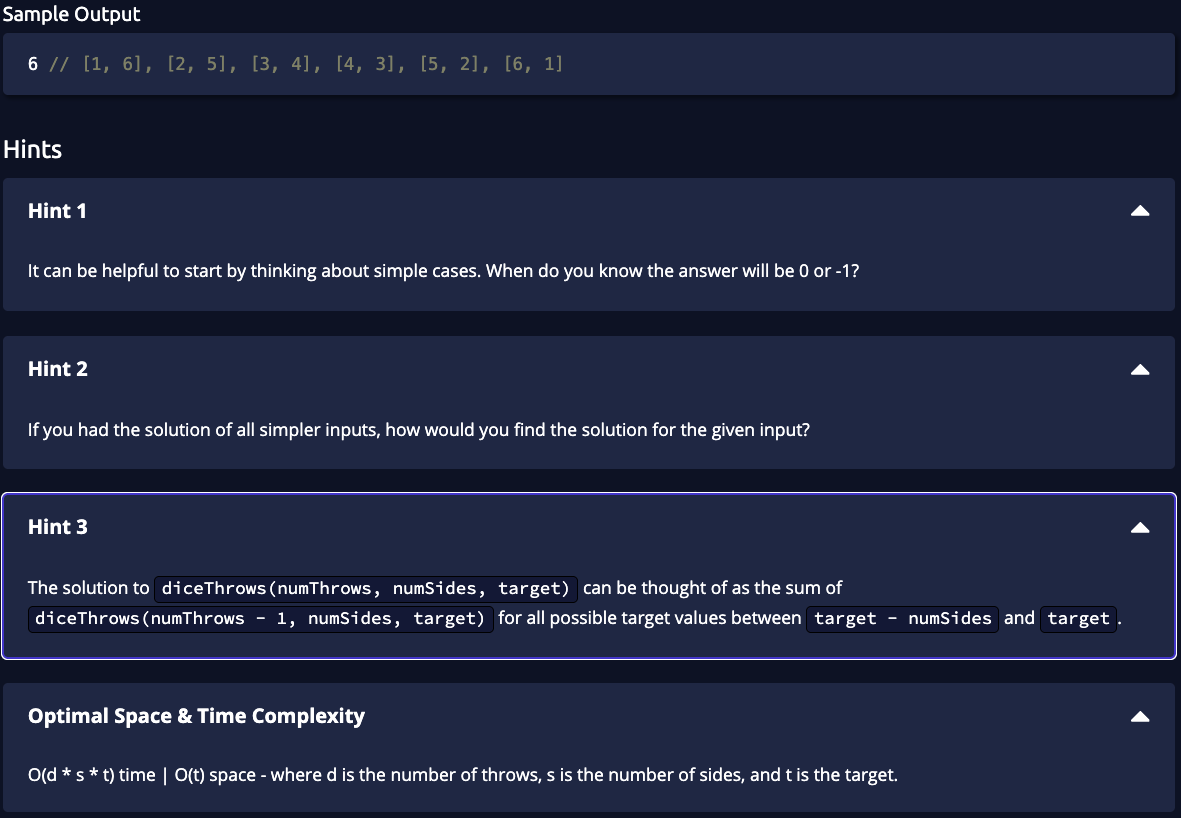 Sample Output
6 // [1, 6], [2, 5], [3, 4], [4, 3], [5, 2], [6, 1]
Hints
Hint 1
It can be helpful to start by thinking about simple cases. When do you know the answer will be 0 or -1?
Hint 2
If you had the solution of all simpler inputs, how would you find the solution for the given input?
Hint 3
The solution to diceThrows(numThrows, numSides, target) can be thought of as the sum of
diceThrows(numThrows - 1, numSides, target) for all possible target values between target - numSides and target.
Optimal Space & Time Complexity
O(d * s * t) time | O(t) space - where d is the number of throws, s is the number of sides, and t is the target.